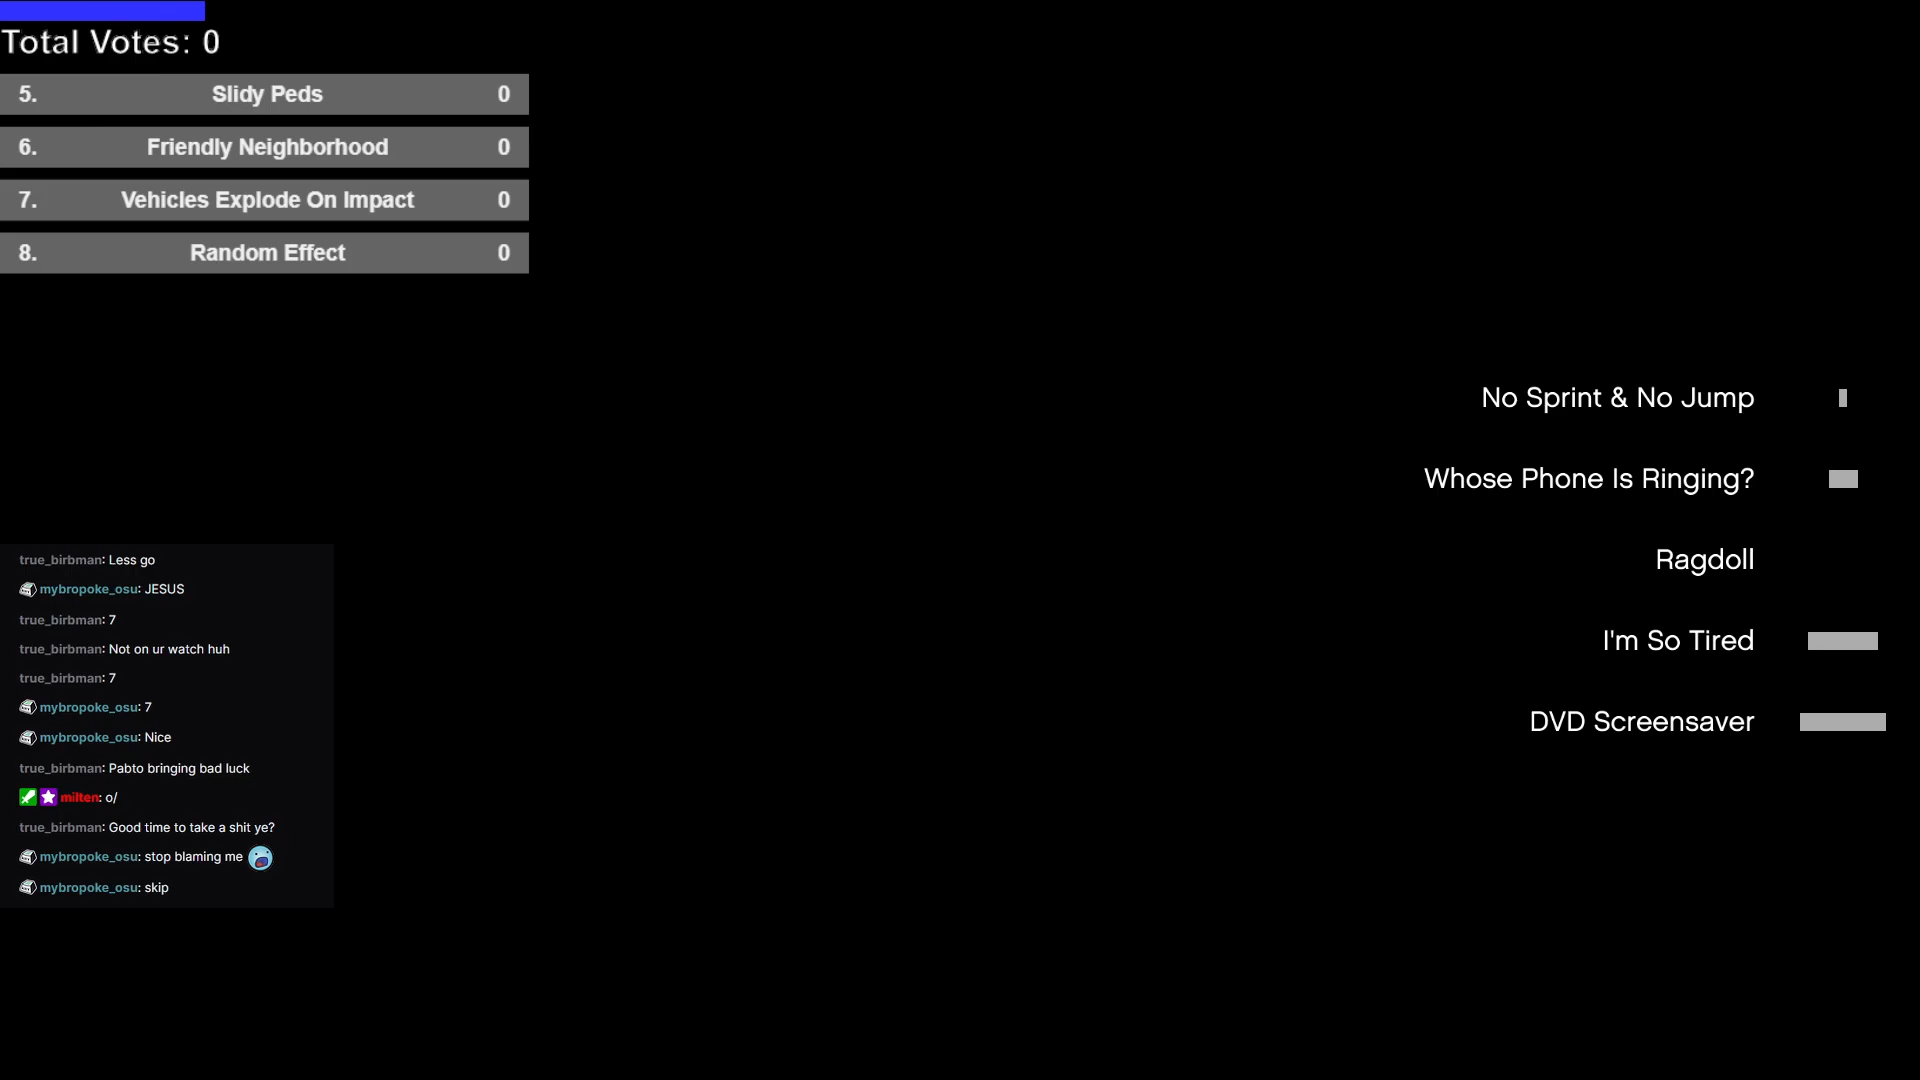 Total Votes: 0
5. Slidy Peds 0
6. Friendly Neighborhood 0
7. Vehicles Explode On Impact 0
8. Random Effect 0
No Sprint & No Jump
Whose Phone Is Ringing?
Ragdoll
I'm So Tired
DVD Screensaver
true_birbman: Less go
mybropoke_osu: JESUS
true_birbman: 7
true_birbman: Not on ur watch huh
true_birbman: 7
mybropoke_osu: 7
mybropoke_osu: Nice
true_birbman: Pabto bringing bad luck
milten: o/
true_birbman: Good time to take a shit ye?
mybropoke_osu: stop blaming me
mybropoke_osu: skip